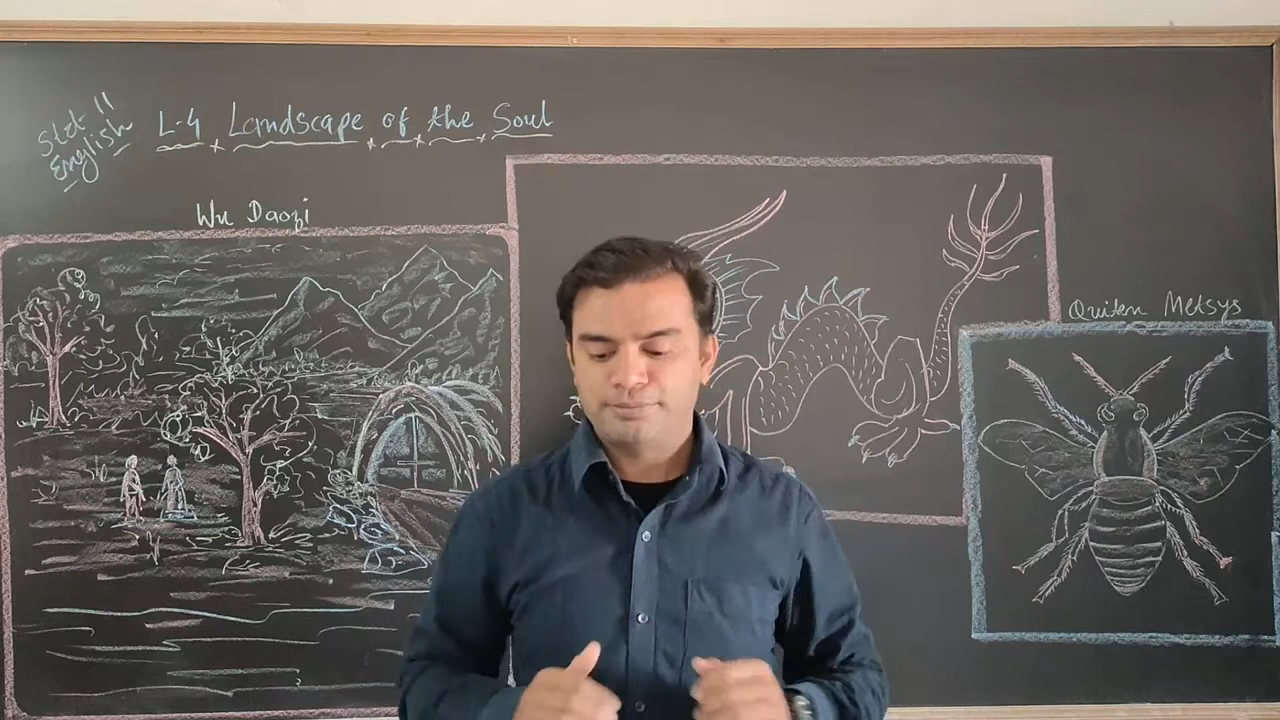 Std 11
English
L-4 Landscape of the Soul
Wu Daozi
Quiten Metsys